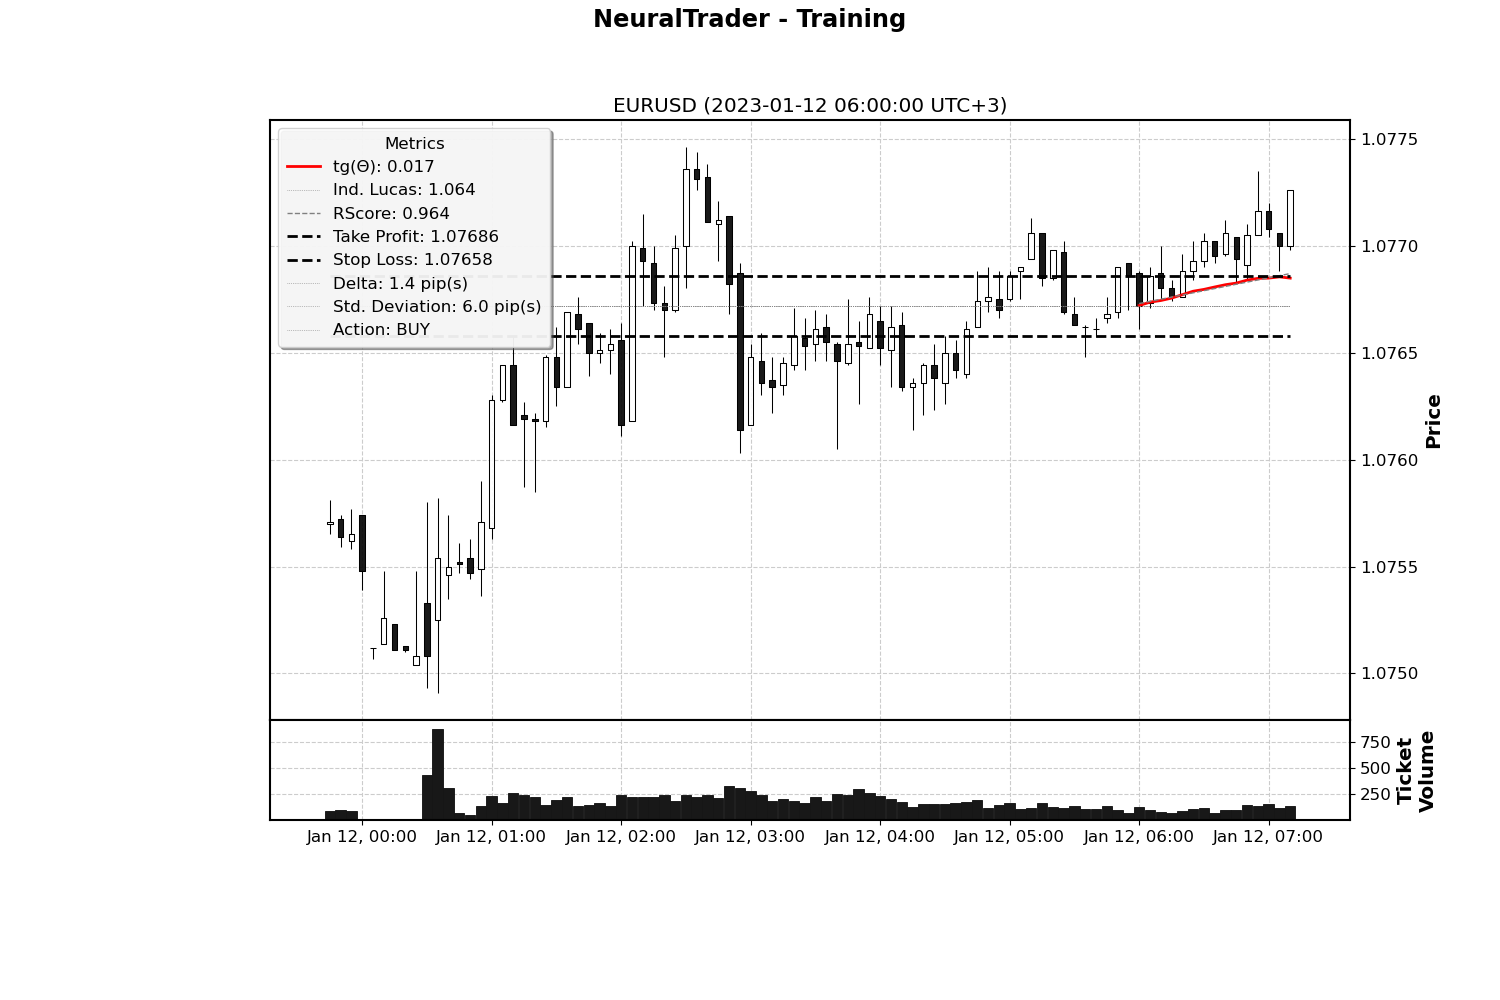 NeuralTrader - Training
EURUSD (2023-01-12 06:00:00 UTC+3)
Metrics
tg(Θ): 0.017
Ind. Lucas: 1.064
RScore: 0.964
Take Profit: 1.07686
Stop Loss: 1.07658
Delta: 1.4 pip(s)
Std. Deviation: 6.0 pip(s)
Action: BUY
1.0775
1.0770
1.0765
1.0760
1.0755
1.0750
Price
750
500
250
Ticket
Volume
Jan 12, 00:00
Jan 12, 01:00
Jan 12, 02:00
Jan 12, 03:00
Jan 12, 04:00
Jan 12, 05:00
Jan 12, 06:00
Jan 12, 07:00